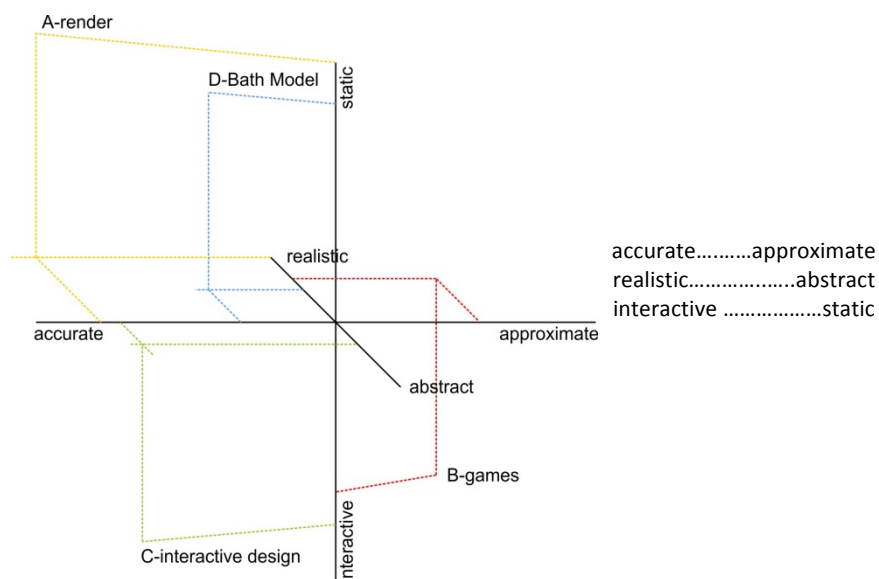 A-render
D-Bath Model
static
realistic
accurate
approximate
abstract
B-games
C-interactive design
interactive
accurate….……approximate
realistic…………..…..abstract
interactive ………………static